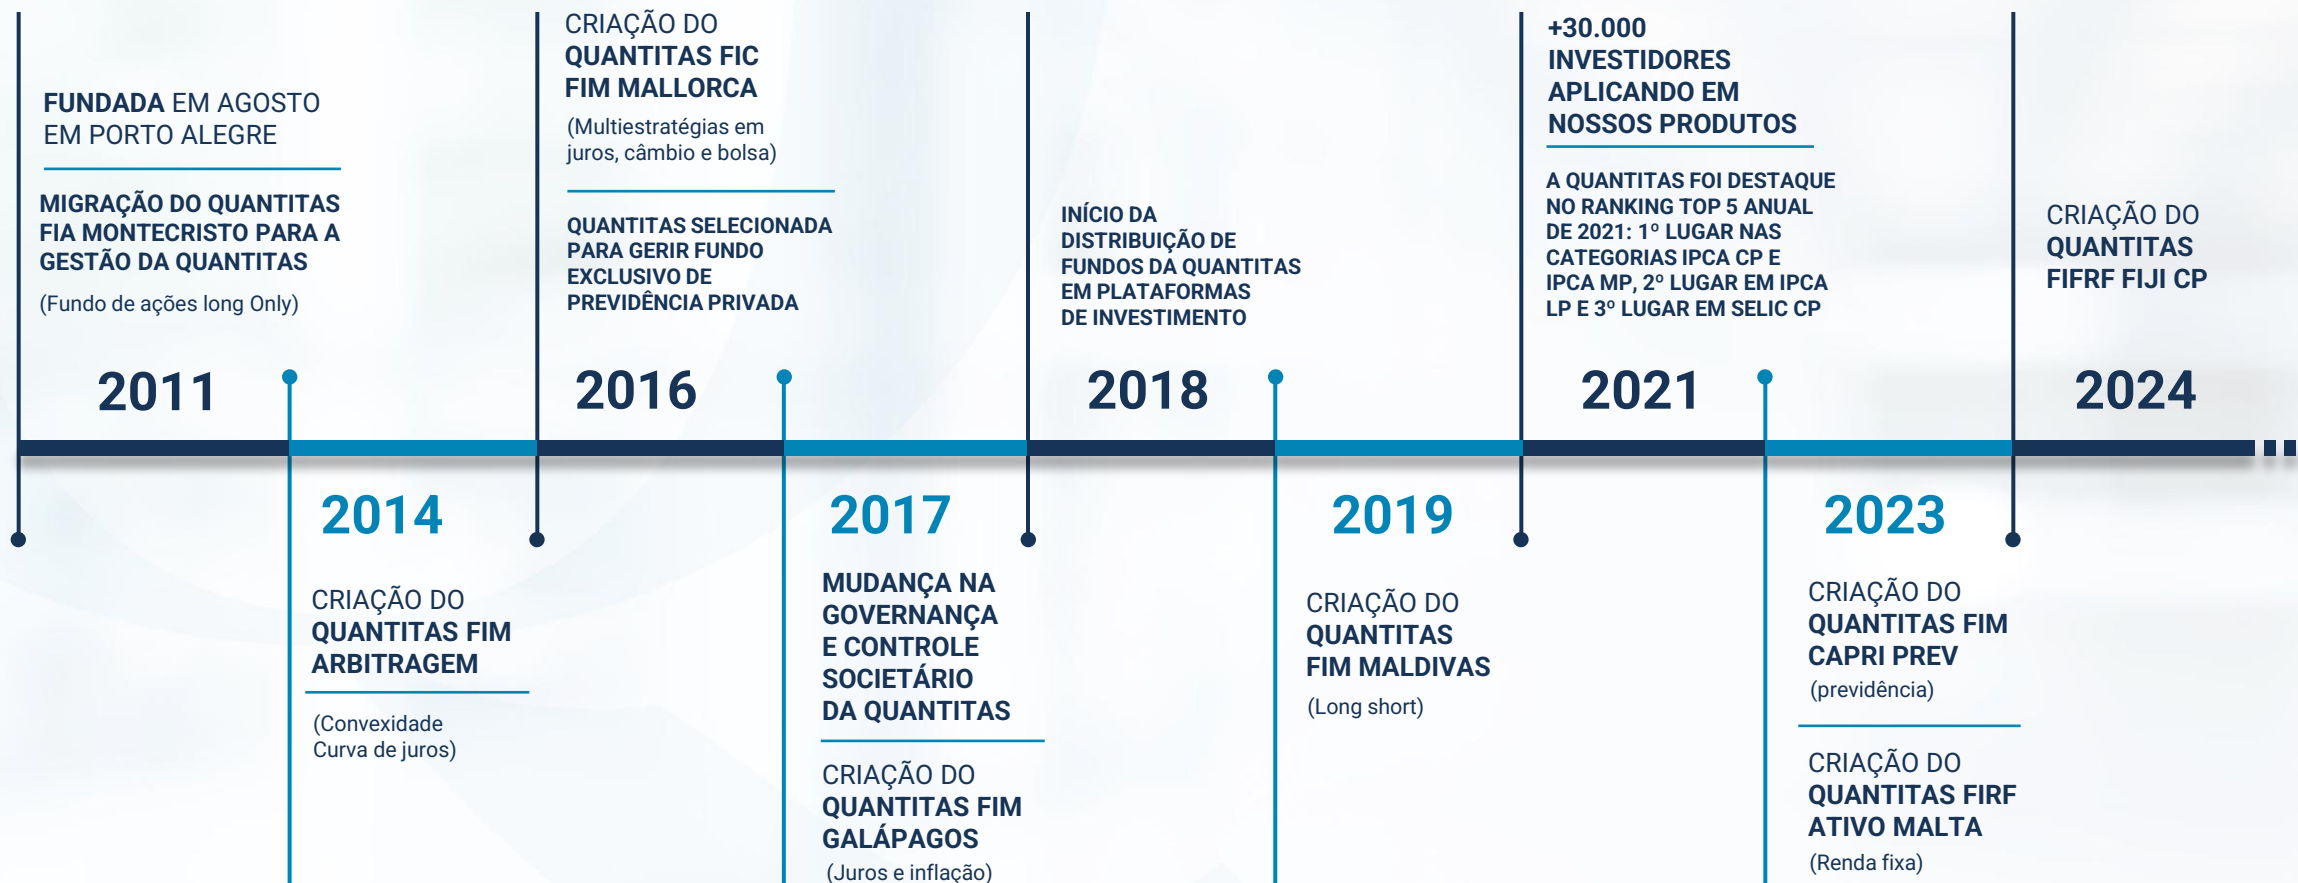 FUNDADA EM AGOSTO
EM PORTO ALEGRE
MIGRAÇÃO DO QUANTITAS
FIA MONTECRISTO PARA A
GESTÃO DA QUANTITAS
(Fundo de ações long Only)
2011
2014
CRIAÇÃO DO
QUANTITAS FIM
ARBITRAGEM
(Convexidade
Curva de juros)
CRIAÇÃO DO
QUANTITAS FIC
FIM MALLORCA
(Multiestratégias em
juros, câmbio e bolsa)
QUANTITAS SELECIONADA
PARA GERIR FUNDO
EXCLUSIVO DE
PREVIDÊNCIA PRIVADA
2016
2017
MUDANÇA NA
GOVERNANÇA
E CONTROLE
SOCIETÁRIO
DA QUANTITAS
CRIAÇÃO DO
QUANTITAS FIM
GALÁPAGOS
(Juros e inflação)
INÍCIO DA
DISTRIBUIÇÃO DE
FUNDOS DA QUANTITAS
EM PLATAFORMAS
DE INVESTIMENTO
2018
2019
CRIAÇÃO DO
QUANTITAS
FIM MALDIVAS
(Long short)
+30.000
INVESTIDORES
APLICANDO EM
NOSSOS PRODUTOS
A QUANTITAS FOI DESTAQUE
NO RANKING TOP 5 ANUAL
DE 2021: 1º LUGAR NAS
CATEGORIAS IPCA CP E
IPCA MP, 2º LUGAR EM IPCA
LP E 3º LUGAR EM SELIC CP
2021
2023
CRIAÇÃO DO
QUANTITAS FIM
CAPRI PREV
(previdência)
CRIAÇÃO DO
QUANTITAS FIRF
ATIVO MALTA
(Renda fixa)
CRIAÇÃO DO
QUANTITAS
FIFRF FIJI CP
2024